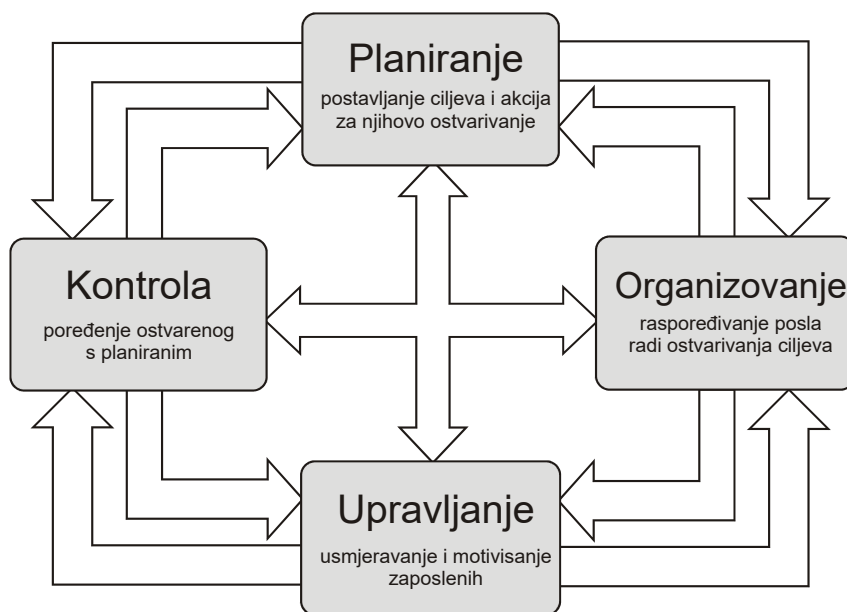 Planiranje
postavljanje ciljeva i akcija
za njihovo ostvarivanje
Kontrola
poređenje ostvarenog
s planiranim
Organizovanje
raspoređivanje posla
radi ostvarivanja ciljeva
Upravljanje
usmjeravanje i motivisanje
zaposlenih